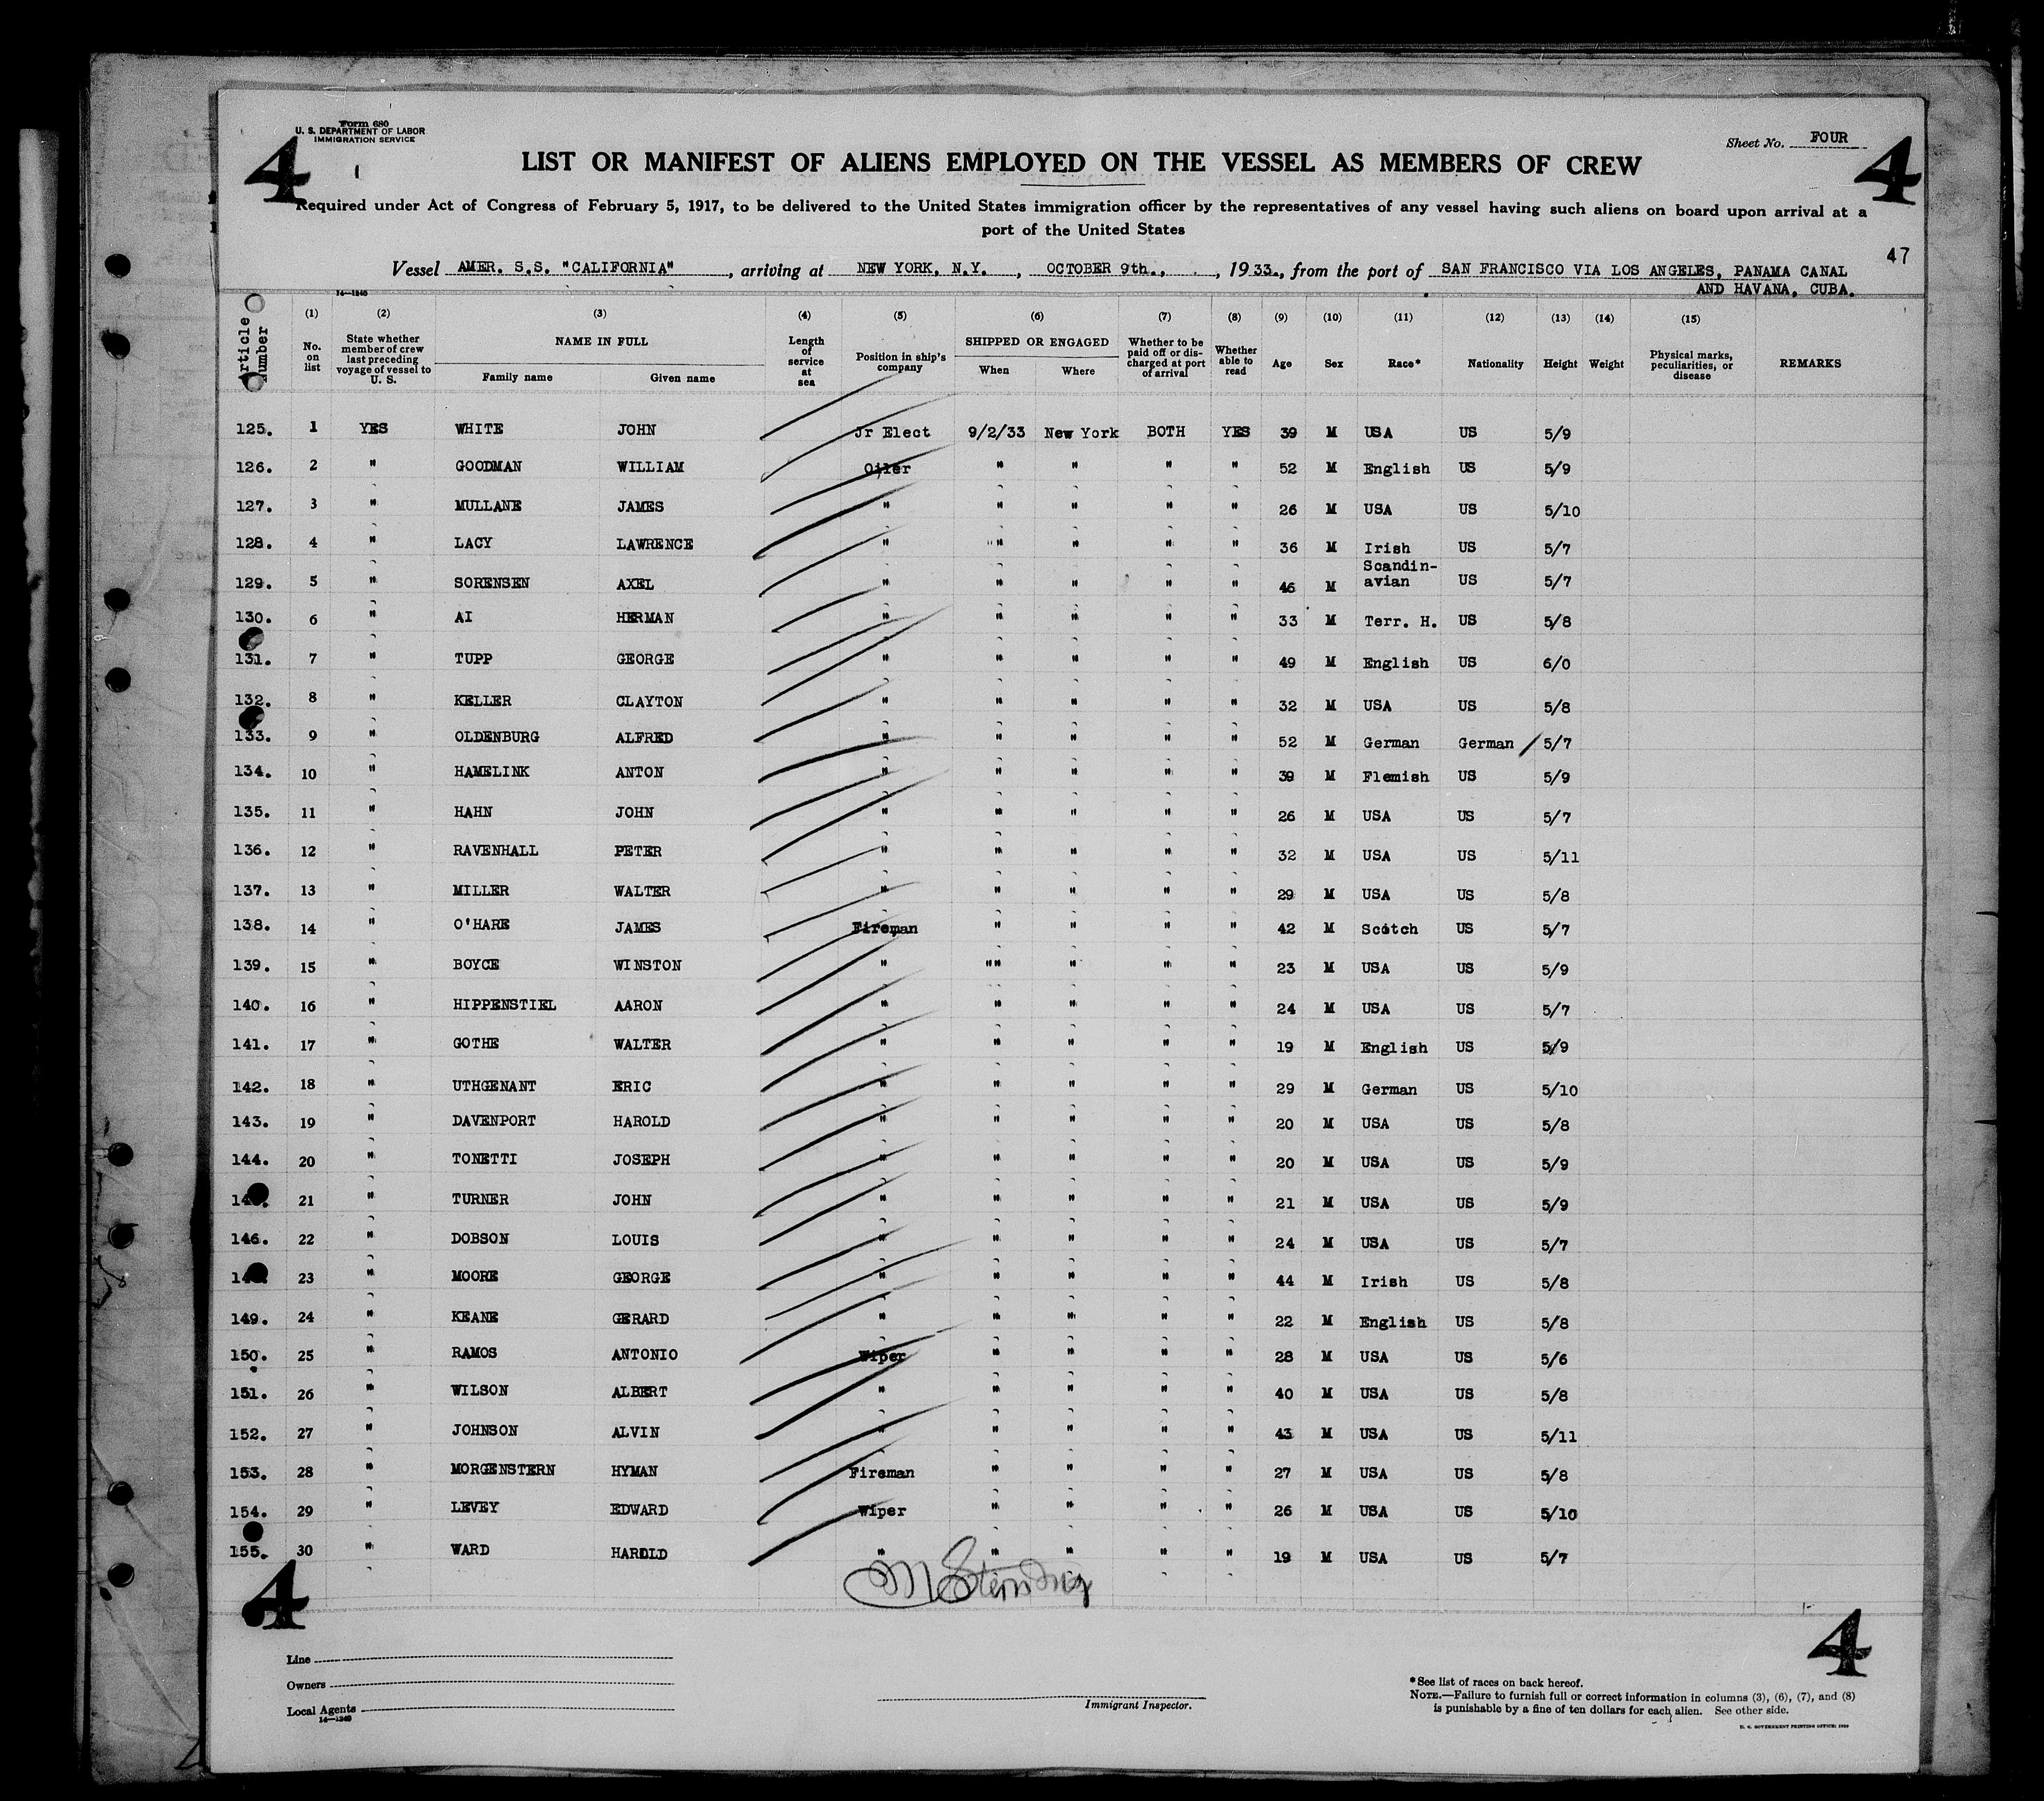 Form 680
U. S. DEPARTMENT OF LABOR
IMMIGRATION SERVICE
4
4
Sheet No. FOUR
LIST OR MANIFEST OF ALIENS EMPLOYED ON THE VESSEL AS MEMBERS OF CREW
Required under Act of Congress of February 5, 1917, to be delivered to the United States immigration officer by the representatives of any vessel having such aliens on board upon arrival at a
port of the United States
47
Vessel AMER. S.S. "CALIFORNIA", arriving at NEW YORK, N.Y., OCTOBER 9th., 1933., from the port of SAN FRANCISCO VIA LOS ANGELES, PANAMA CANAL
AND HAVANA, CUBA.
14—1240
Article Number (1) No. on list (2) State whether member of crew last preceding voyage of vessel to U. S. (3) NAME IN FULL Family name Given name (4) Length of service at sea (5) Position in ship's company (6) SHIPPED OR ENGAGED When Where (7) Whether to be paid off or discharged at port of arrival (8) Whether able to read (9) Age (10) Sex (11) Race* (12) Nationality (13) Height (14) Weight (15) Physical marks, peculiarities, or disease REMARKS
125. 1 YES WHITE JOHN Jr Elect 9/2/33 New York BOTH YES 39 M USA US 5/9
126. 2 " GOODMAN WILLIAM Oiler " " " " 52 M English US 5/9
127. 3 " MULLANE JAMES " " " " " 26 M USA US 5/10
128. 4 " LACY LAWRENCE " " " " " 36 M Irish US 5/7
129. 5 " SORENSEN AXEL " " " " " 46 M Scandin-avian US 5/7
130. 6 " AI HERMAN " " " " " 33 M Terr. H. US 5/8
131. 7 " TUPP GEORGE " " " " " 49 M English US 6/0
132. 8 " KELLER CLAYTON " " " " " 32 M USA US 5/8
133. 9 " OLDENBURG ALFRED " " " " " 52 M German German / 5/7
134. 10 " HAMELINK ANTON " " " " " 39 M Flemish US 5/9
135. 11 " HAHN JOHN " " " " " 26 M USA US 5/7
136. 12 " RAVENHALL PETER " " " " " 32 M USA US 5/11
137. 13 " MILLER WALTER " " " " " 29 M USA US 5/8
138. 14 " O'HARE JAMES Fireman " " " " 42 M Scotch US 5/7
139. 15 " BOYCE WINSTON " "" " " " 23 M USA US 5/9
140. 16 " HIPPENSTIEL AARON " " " " " 24 M USA US 5/7
141. 17 " GOTHE WALTER " " " " " 19 M English US 5/9
142. 18 " UTHGENANT ERIC " " " " " 29 M German US 5/10
143. 19 " DAVENPORT HAROLD " " " " " 20 M USA US 5/8
144. 20 " TONETTI JOSEPH " " " " " 20 M USA US 5/9
21 " TURNER JOHN " " " " " 21 M USA US 5/9
146. 22 " DOBSON LOUIS " " " " " 24 M USA US 5/7
23 " MOORE GEORGE " " " " " 44 M Irish US 5/8
149. 24 " KEANE GERARD " " " " " 22 M English US 5/8
150. 25 " RAMOS ANTONIO Wiper " " " " 28 M USA US 5/6
151. 26 " WILSON ALBERT " " " " " 40 M USA US 5/8
152. 27 " JOHNSON ALVIN " " " " " 43 M USA US 5/11
153. 28 " MORGENSTERN HYMAN Fireman " " " " 27 M USA US 5/8
154. 29 " LEVEY EDWARD Wiper " " " " 26 M USA US 5/10
155. 30 " WARD HAROLD " " " " " 19 M USA US 5/7
4
4
Line
Owners
Local Agents
14—1240
Immigrant Inspector.
*See list of races on back hereof.
NOTE.—Failure to furnish full or correct information in columns (3), (6), (7), and (8)
is punishable by a fine of ten dollars for each alien. See other side.